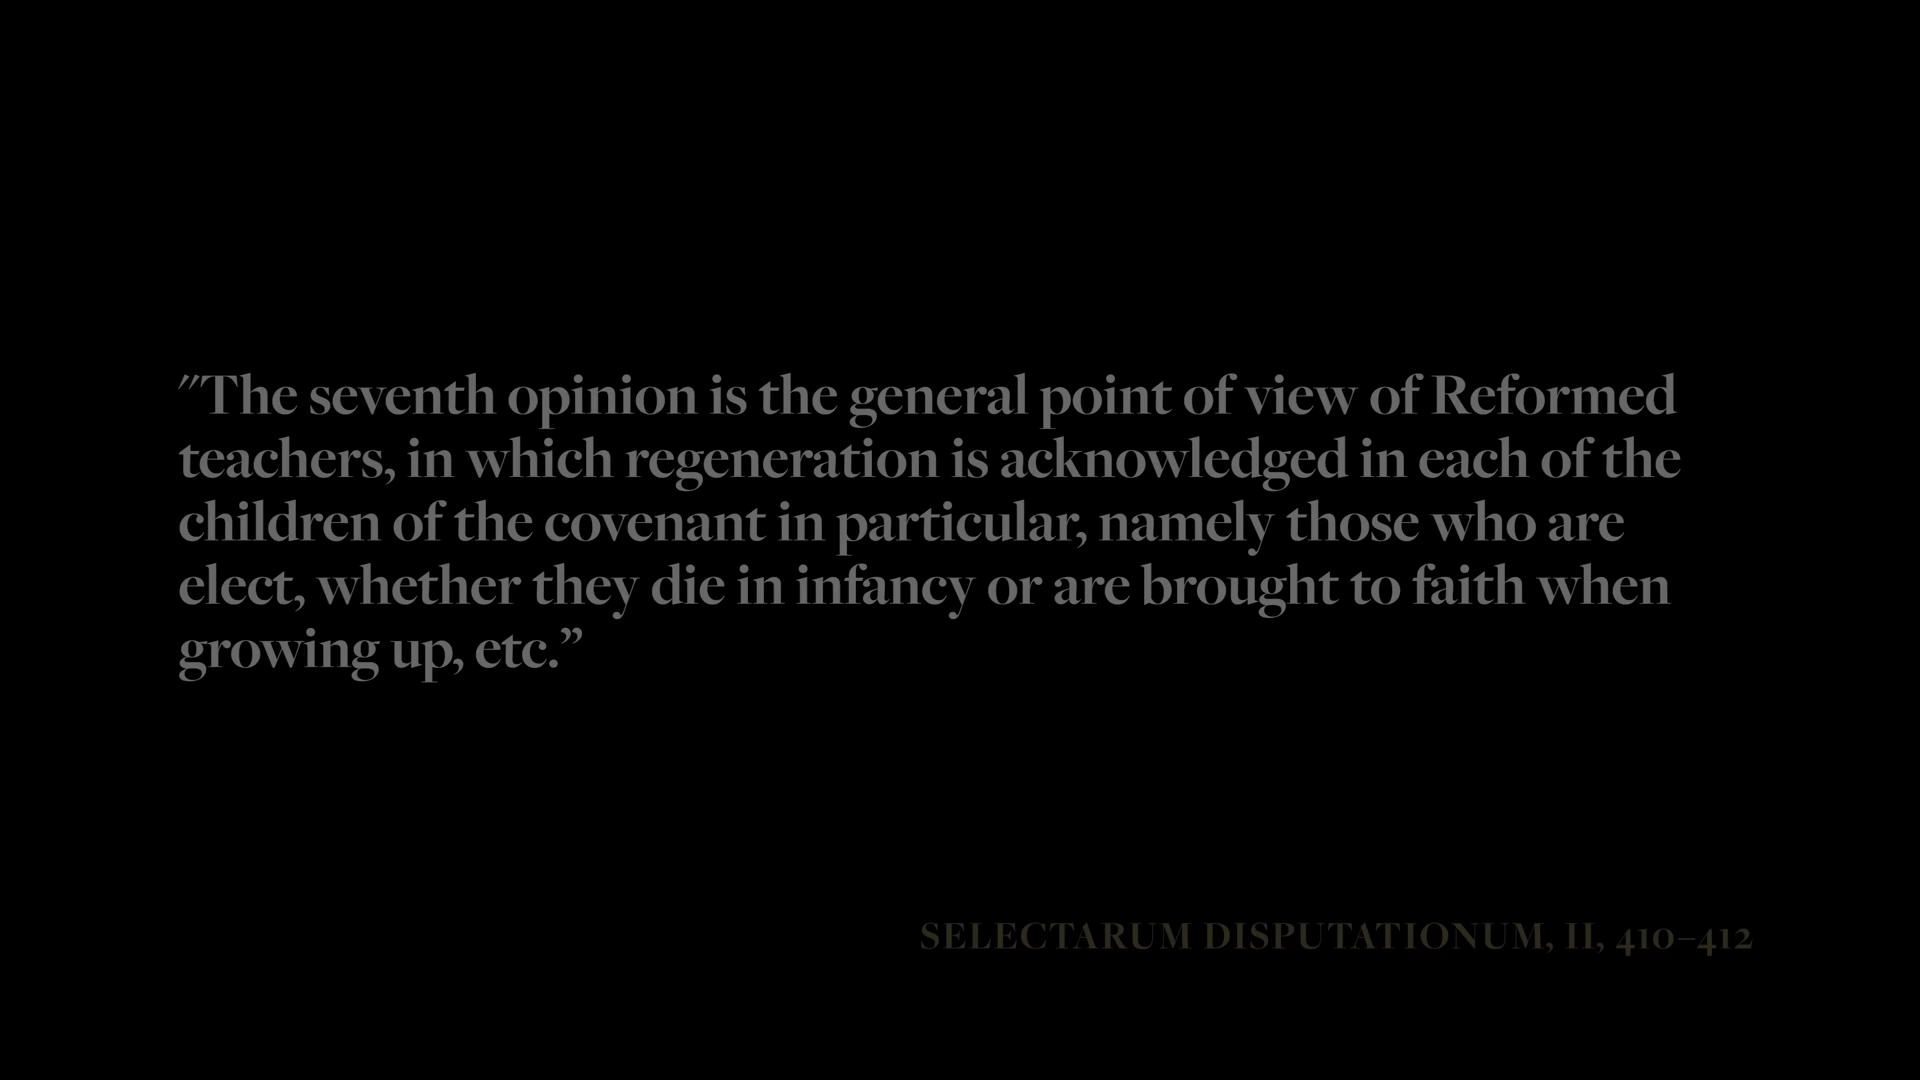 "The seventh opinion is the general point of view of Reformed
teachers, in which regeneration is acknowledged in each of the
children of the covenant in particular, namely those who are
elect, whether they die in infancy or are brought to faith when
growing up, etc.”
SELECTARUM DISPUTATIONUM, II, 410–412